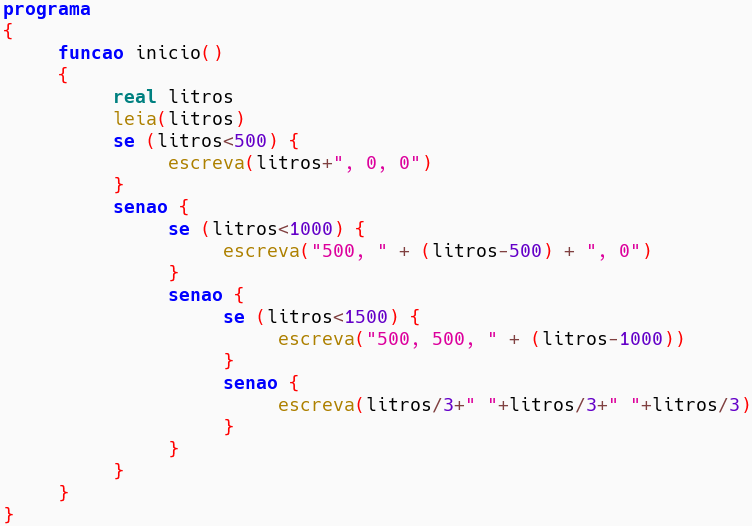 programa
{
     funcao inicio()
     {
          real litros
          leia(litros)
          se (litros<500) {
               escreva(litros+", 0, 0")
          }
          senao {
               se (litros<1000) {
                    escreva("500, " + (litros-500) + ", 0")
               }
               senao {
                    se (litros<1500) {
                         escreva("500, 500, " + (litros-1000))
                    }
                    senao {
                         escreva(litros/3+" "+litros/3+" "+litros/3)
                    }
               }
          }
     }
}